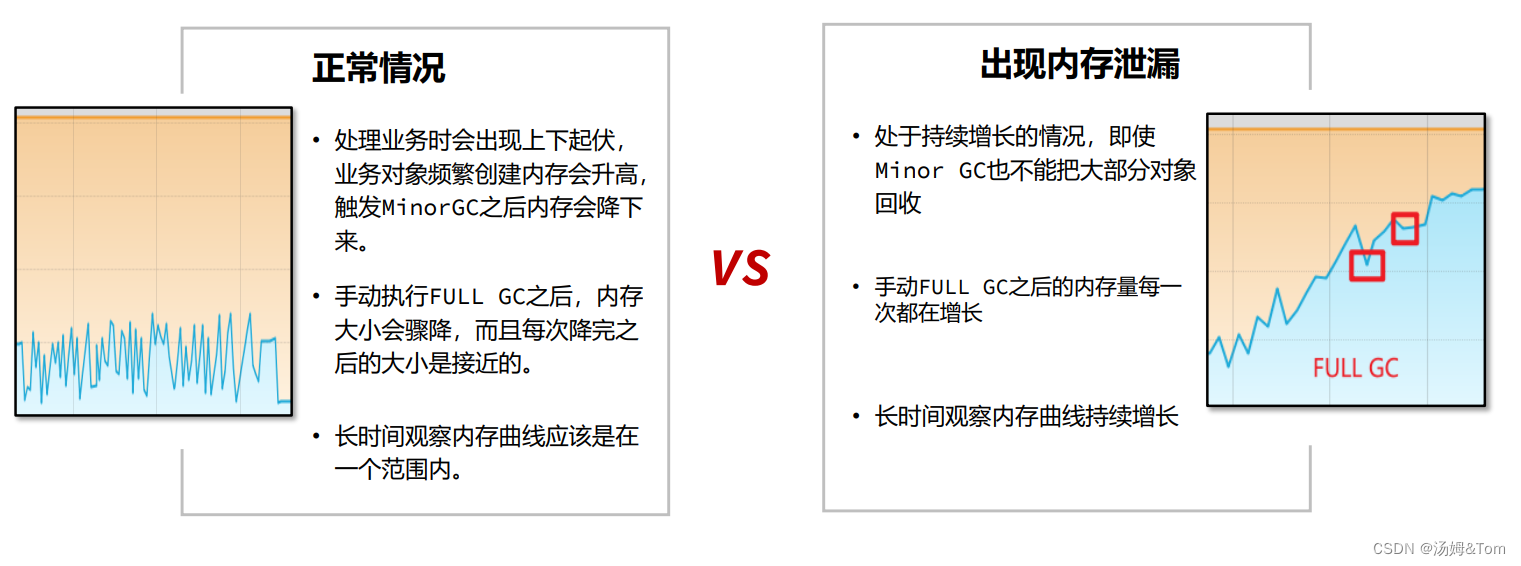 正常情况
• 处理业务时会出现上下起伏，
业务对象频繁创建内存会升高，
触发MinorGC之后内存会降下
来。
• 手动执行FULL GC之后，内存
大小会骤降，而且每次降完之
后的大小是接近的。
• 长时间观察内存曲线应该是在
一个范围内。
VS
出现内存泄漏
• 处于持续增长的情况，即使
Minor GC也不能把大部分对象
回收
• 手动FULL GC之后的内存量每一
次都在增长
• 长时间观察内存曲线持续增长
FULL GC
CSDN @汤姆&Tom